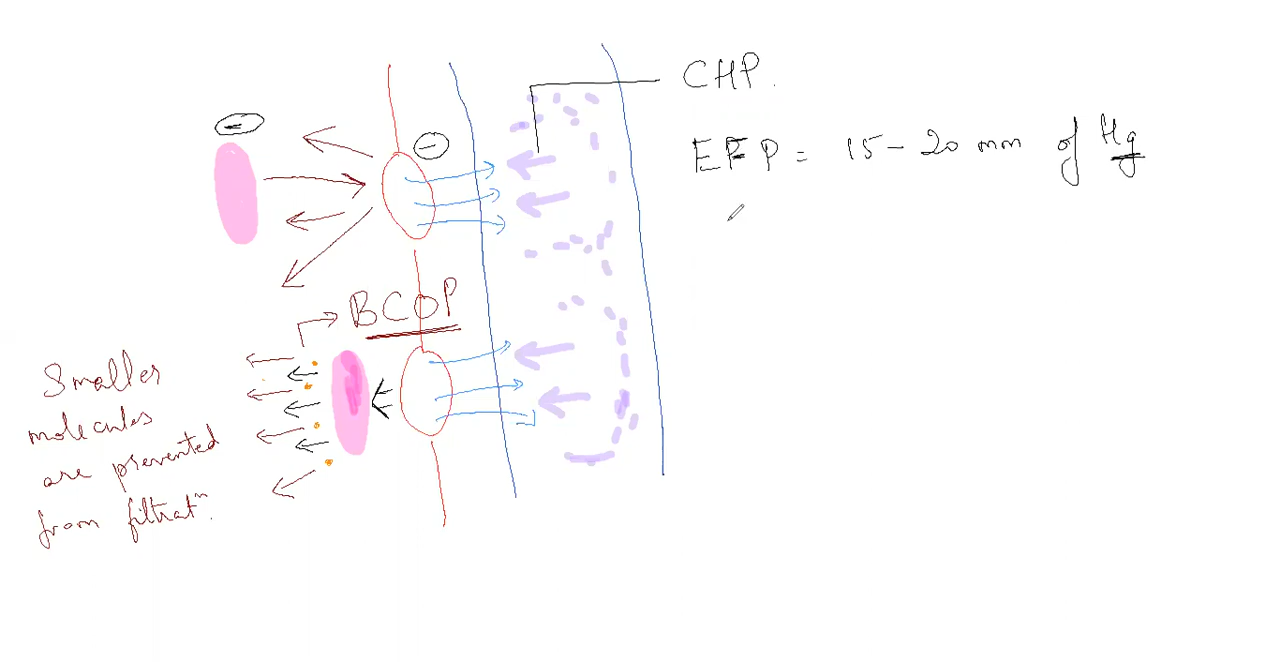 CHP.
EFP = 15 - 20 mm of Hg
BCOP
Smaller
molecules
are prevented
from filtratⁿ.